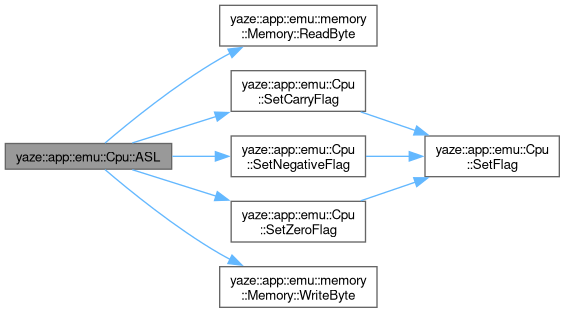 yaze::app::emu::memory
::Memory::ReadByte
yaze::app::emu::Cpu
::SetCarryFlag
yaze::app::emu::Cpu::ASL
yaze::app::emu::Cpu
::SetNegativeFlag
yaze::app::emu::Cpu
::SetFlag
yaze::app::emu::Cpu
::SetZeroFlag
yaze::app::emu::memory
::Memory::WriteByte